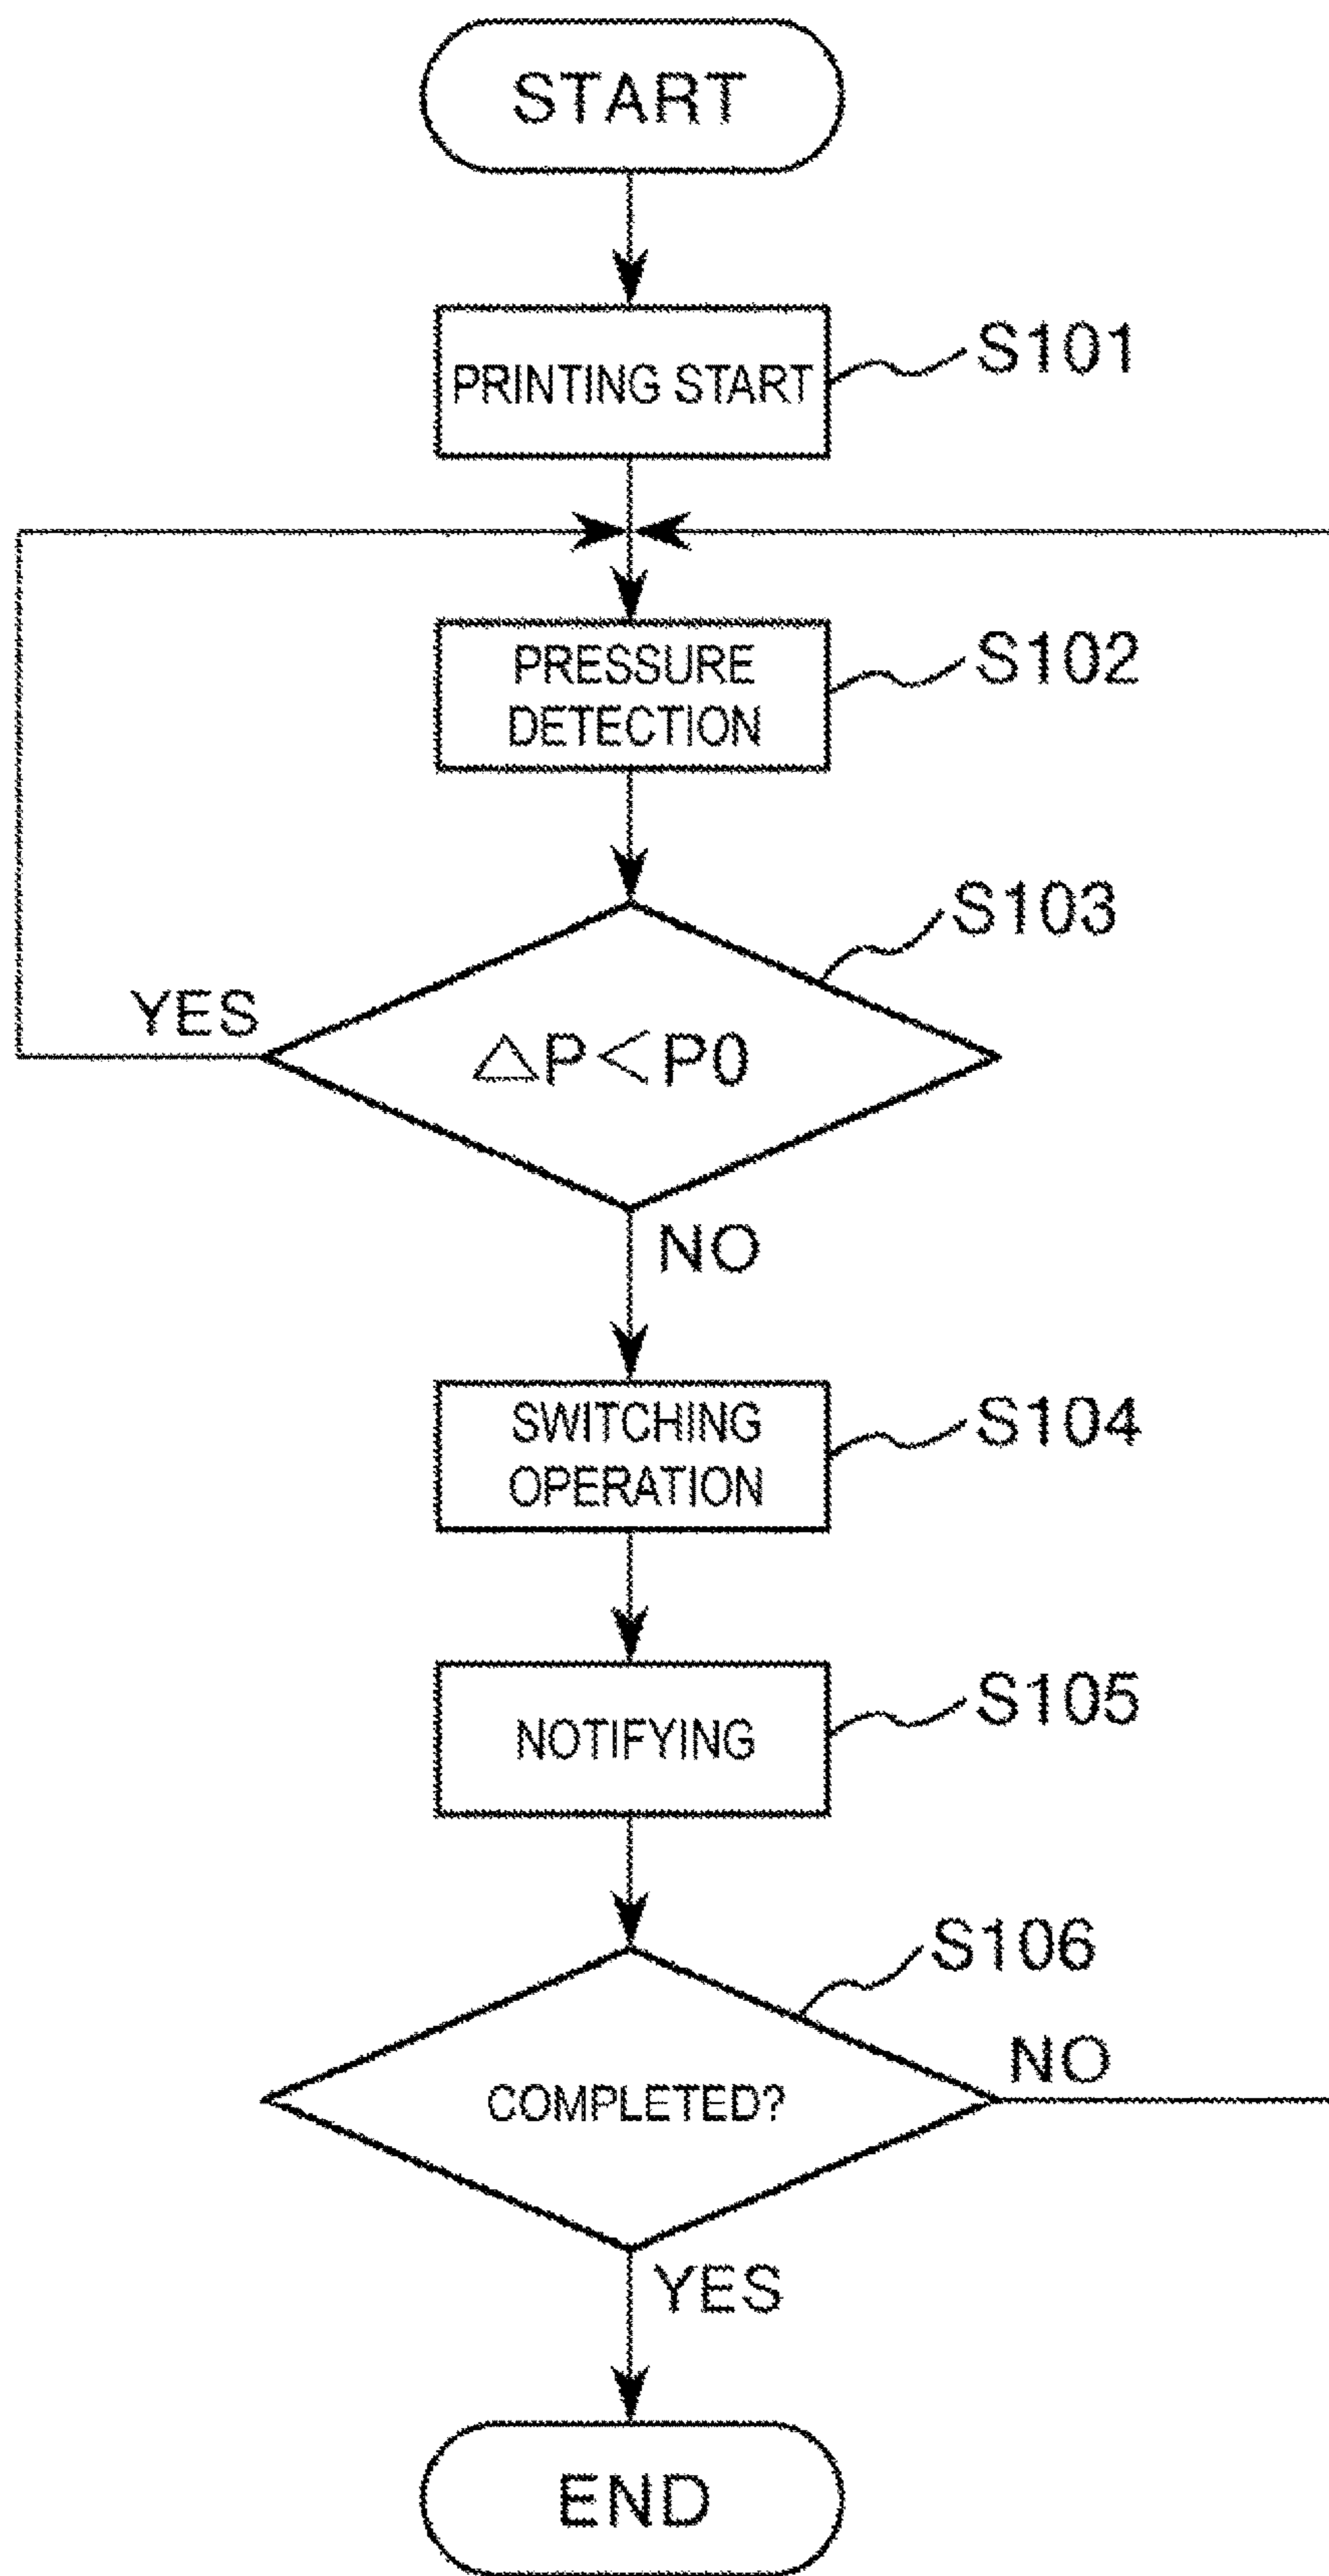 START
PRINTING START
S101
PRESSURE
DETECTION
S102
S103
YES
△P<P0
NO
SWITCHING
OPERATION
S104
NOTIFYING
S105
S106
NO
COMPLETED?
YES
END